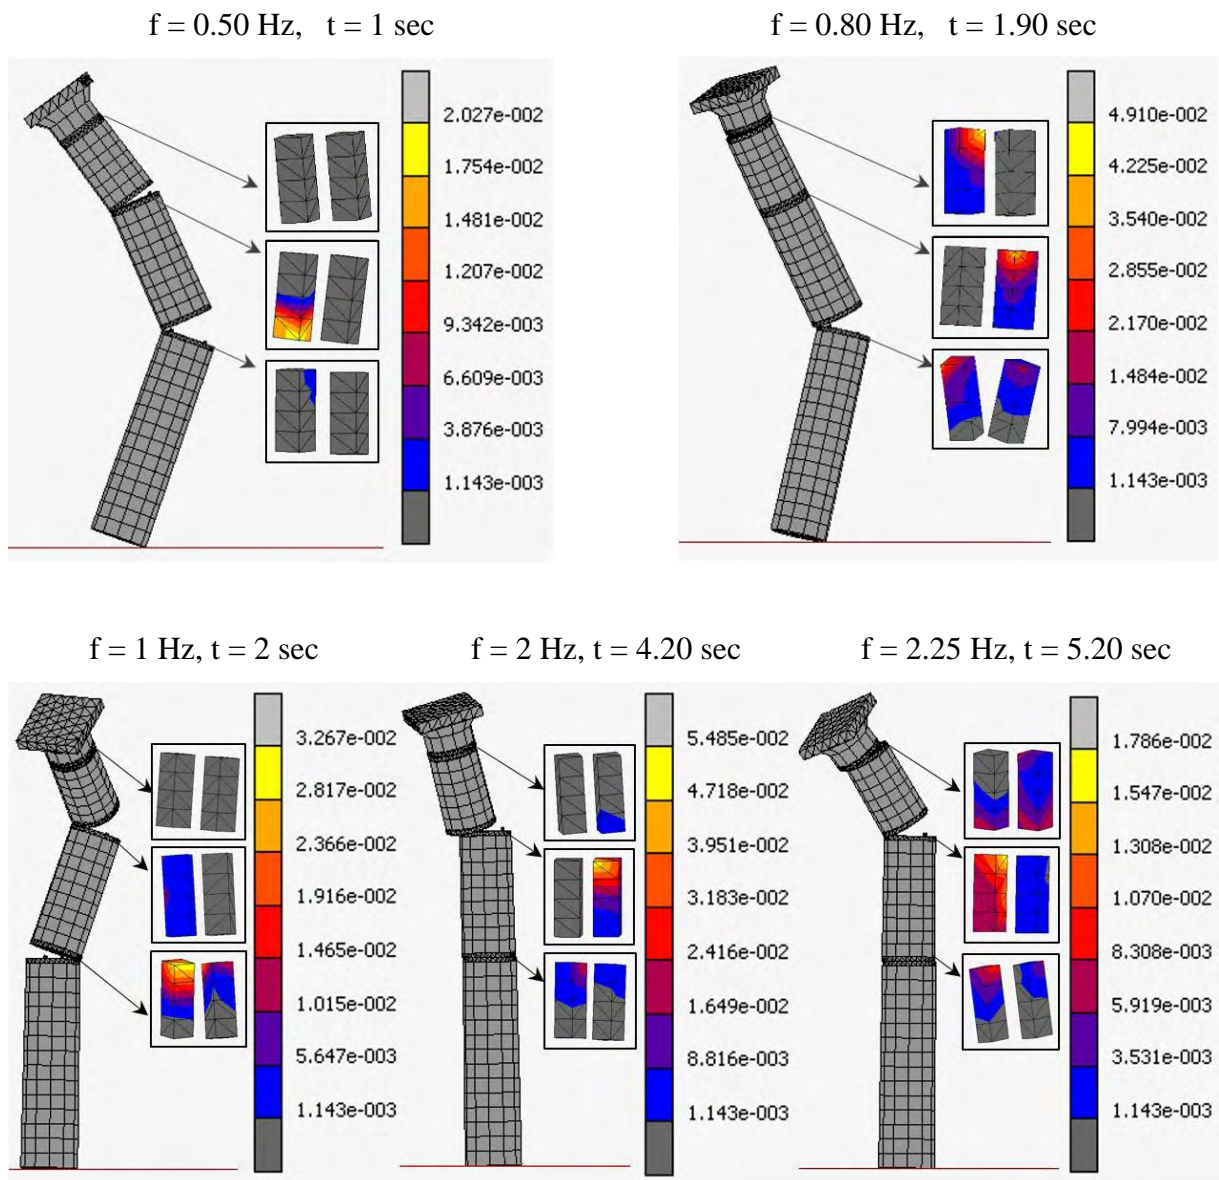 f = 0.50 Hz, t = 1 sec
f = 0.80 Hz, t = 1.90 sec
2.027e-002
1.754e-002
1.481e-002
1.207e-002
9.342e-003
6.609e-003
3.876e-003
1.143e-003
4.910e-002
4.225e-002
3.540e-002
2.855e-002
2.170e-002
1.484e-002
7.994e-003
1.143e-003
f = 1 Hz, t = 2 sec
f = 2 Hz, t = 4.20 sec
f = 2.25 Hz, t = 5.20 sec
3.267e-002
2.817e-002
2.366e-002
1.916e-002
1.465e-002
1.015e-002
5.647e-003
1.143e-003
5.485e-002
4.718e-002
3.951e-002
3.183e-002
2.416e-002
1.649e-002
8.816e-003
1.143e-003
1.786e-002
1.547e-002
1.308e-002
1.070e-002
8.308e-003
5.919e-003
3.531e-003
1.143e-003